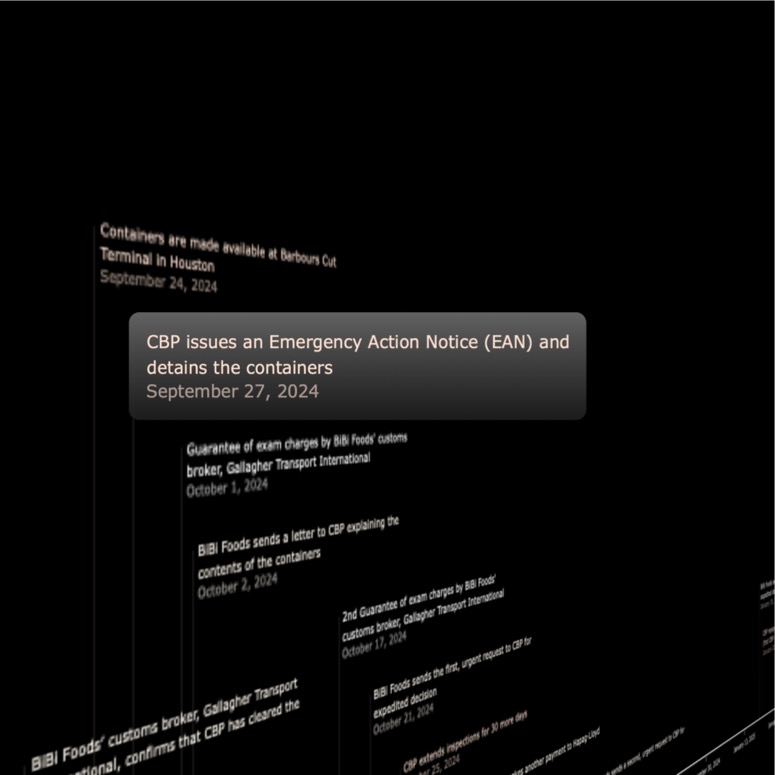 Containers are made available at Barbours Cut
Terminal in Houston
September 24, 2024
CBP issues an Emergency Action Notice (EAN) and
detains the containers
September 27, 2024
Guarantee of exam charges by BiBi Foods' customs
broker, Gallagher Transport International
October 1, 2024
BiBi Foods sends a letter to CBP explaining the
contents of the containers
October 2, 2024
2nd Guarantee of exam charges by BiBi Foods'
customs broker, Gallagher Transport International
October 17, 2024
BiBi Foods sends the first, urgent request to CBP for
expedited decision
October 21, 2024
BiBi Foods' customs broker, Gallagher Transport
confirms that CBP has cleared the
CBP extends inspections for 30 more days
25, 2024
another payment to Hapag-Lloyd
sends a second, urgent request to CBP for